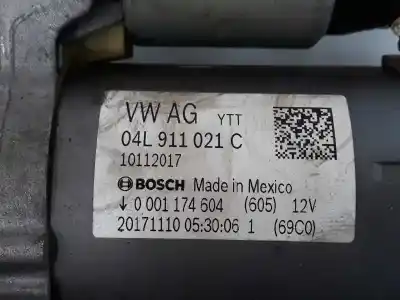 VW AG YTT
04L 911 021 C
10112017
BOSCH Made in Mexico
↓ 0 001 174 604 (605) 12V
20171110 05:30:06 1 (69C0)